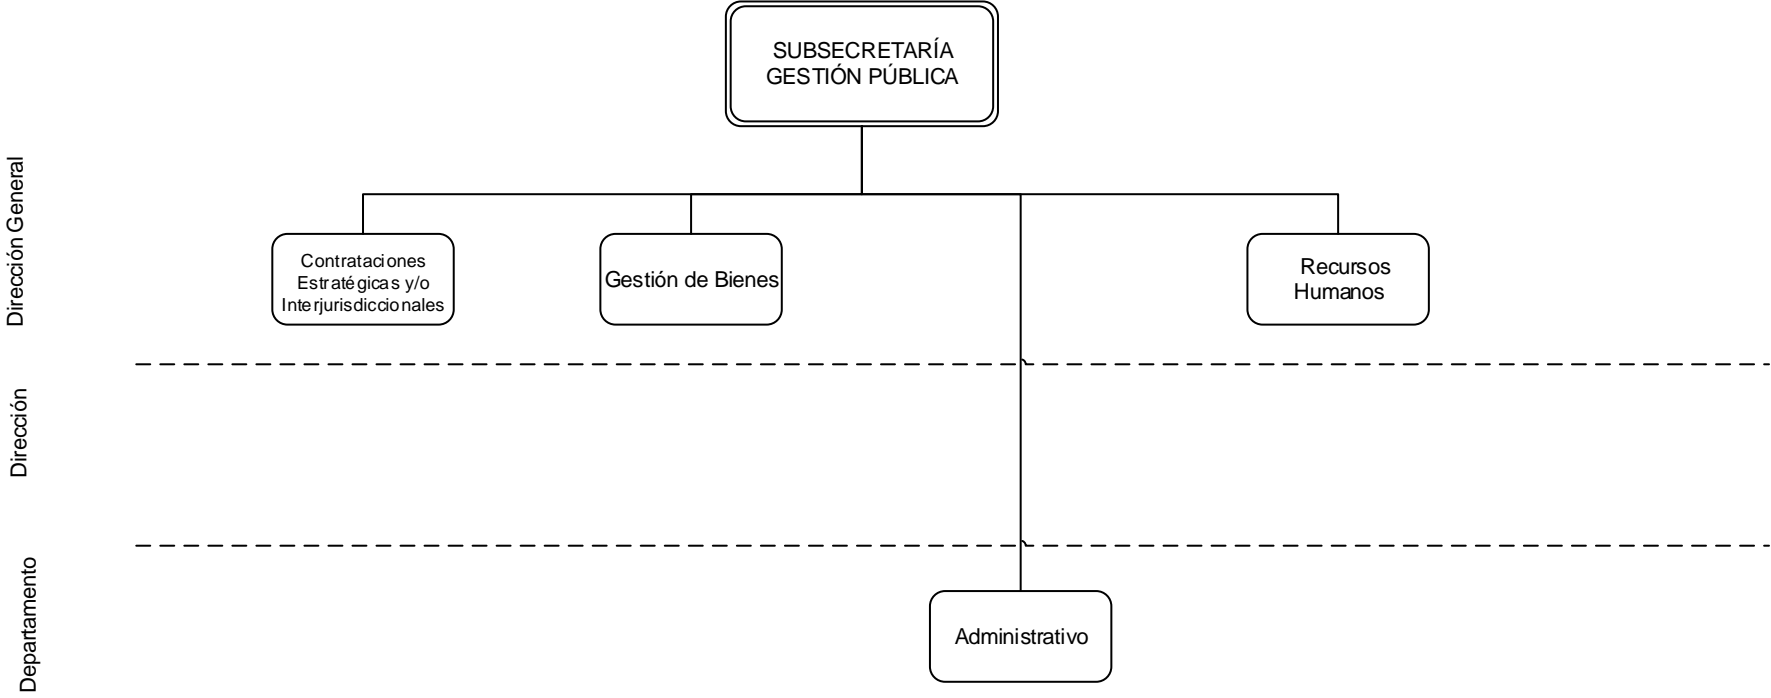 SUBSECRETARÍA
GESTIÓN PÚBLICA
Dirección General
Contrataciones
Estratégicas y/o
Interjurisdiccionales
Gestión de Bienes
Recursos
Humanos
Dirección
Departamento
Administrativo